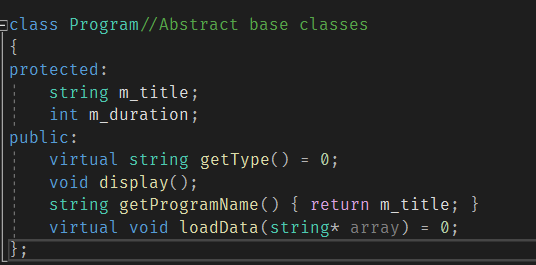 class Program//Abstract base classes
{
protected:
    string m_title;
    int m_duration;
public:
    virtual string getType() = 0;
    void display();
    string getProgramName() { return m_title; }
    virtual void loadData(string* array) = 0;
};